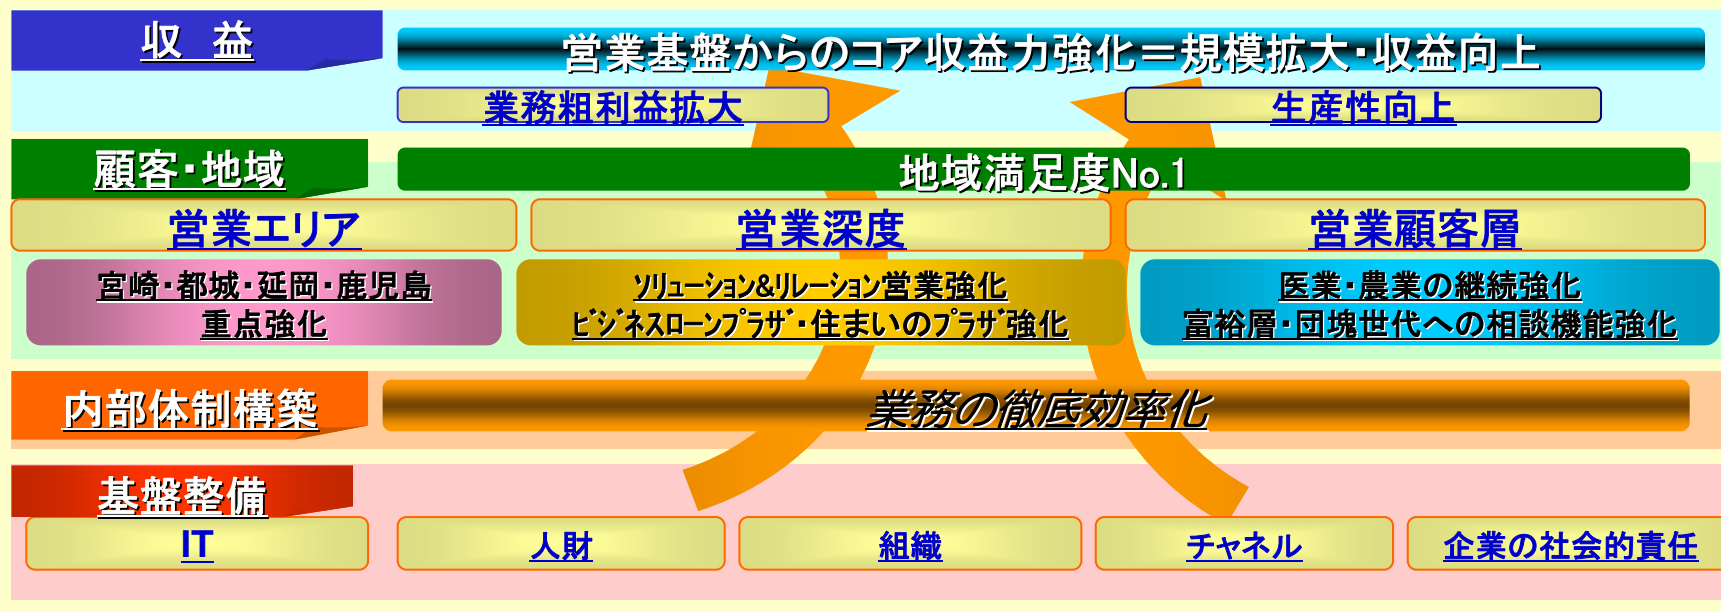 収　益
営業基盤からのコア収益力強化＝規模拡大・収益向上
業務粗利益拡大
生産性向上
顧客・地域
地域満足度No.1
営業エリア
営業深度
営業顧客層
宮崎・都城・延岡・鹿児島
重点強化
ｿﾘｭｰｼｮﾝ&ﾘﾚｰｼｮﾝ営業強化
ﾋﾞｼﾞﾈｽﾛｰﾝﾌﾟﾗｻﾞ・住まいのﾌﾟﾗｻﾞ強化
医業・農業の継続強化
富裕層・団塊世代への相談機能強化
内部体制構築
業務の徹底効率化
基盤整備
IT
人財
組織
チャネル
企業の社会的責任